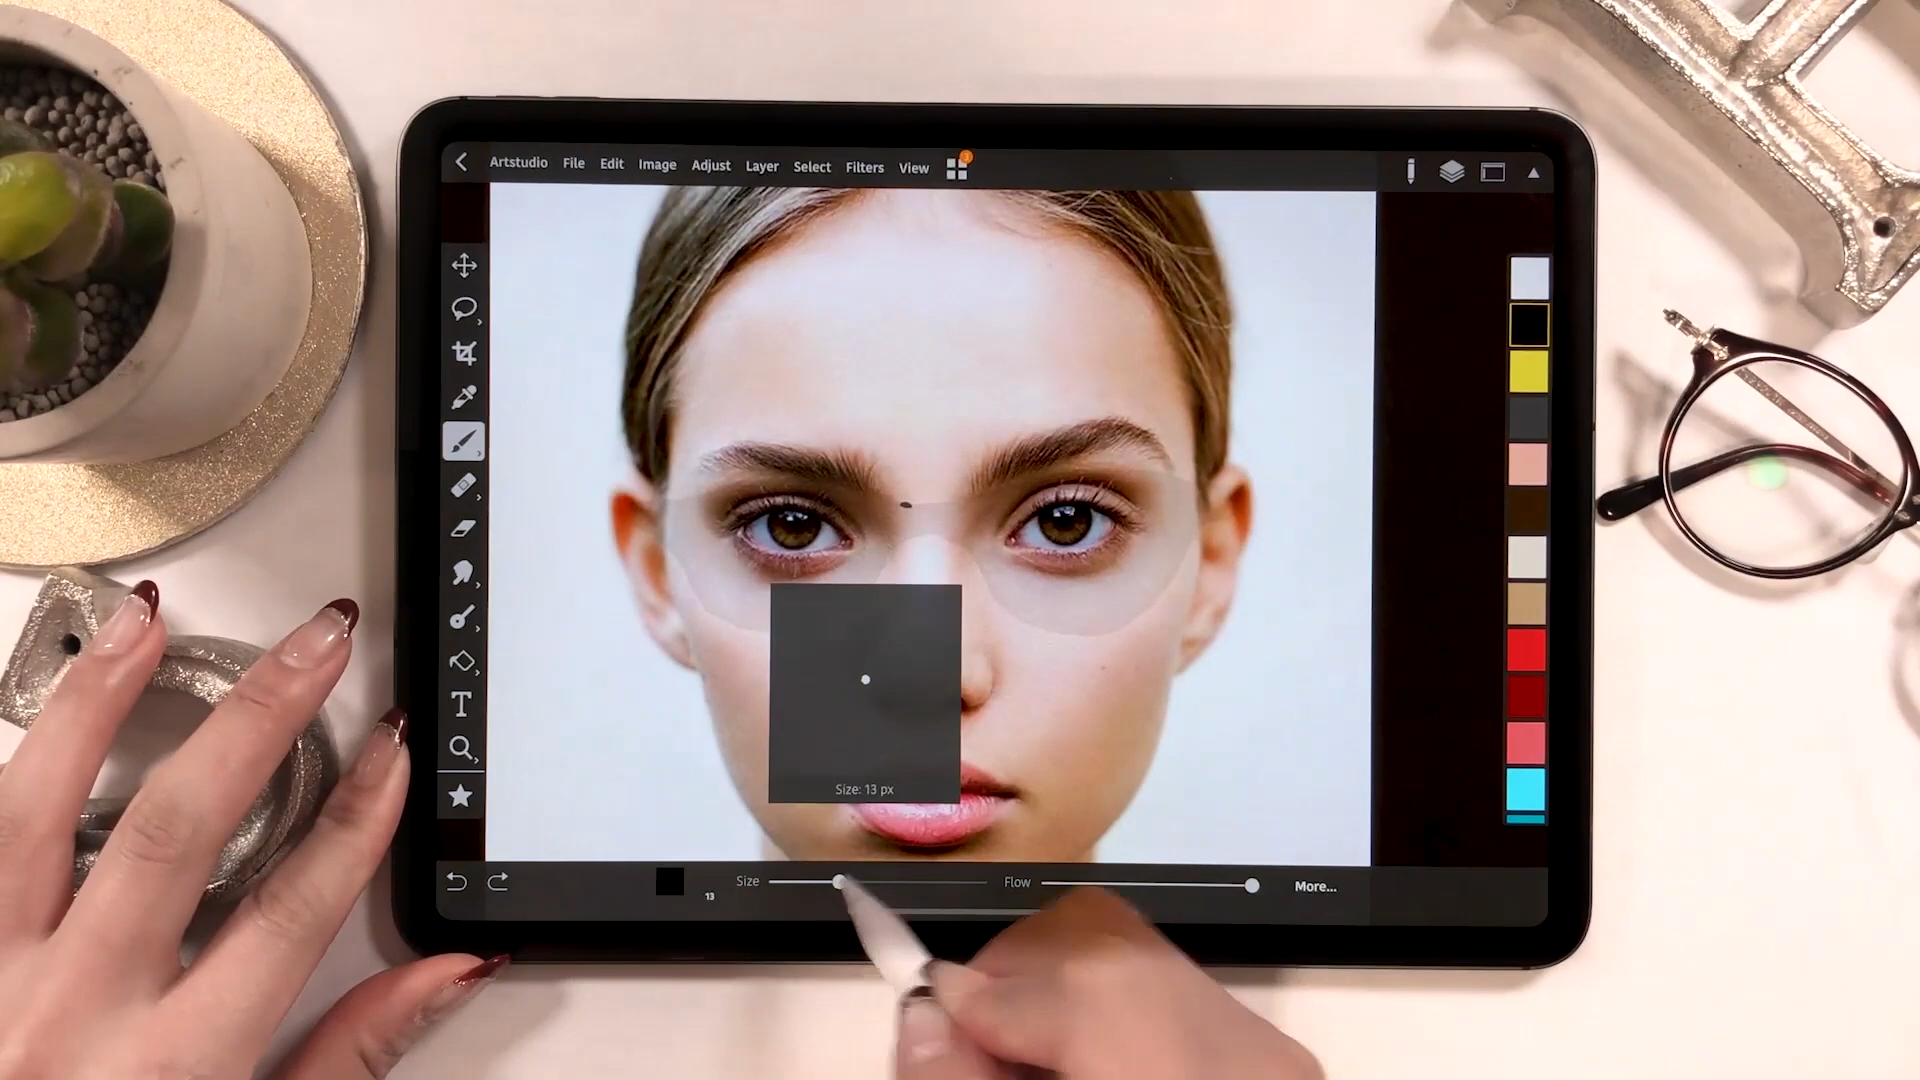 Artstudio File Edit Image Adjust Layer Select Filters View
T
Size: 13 px
13 Size Flow More...